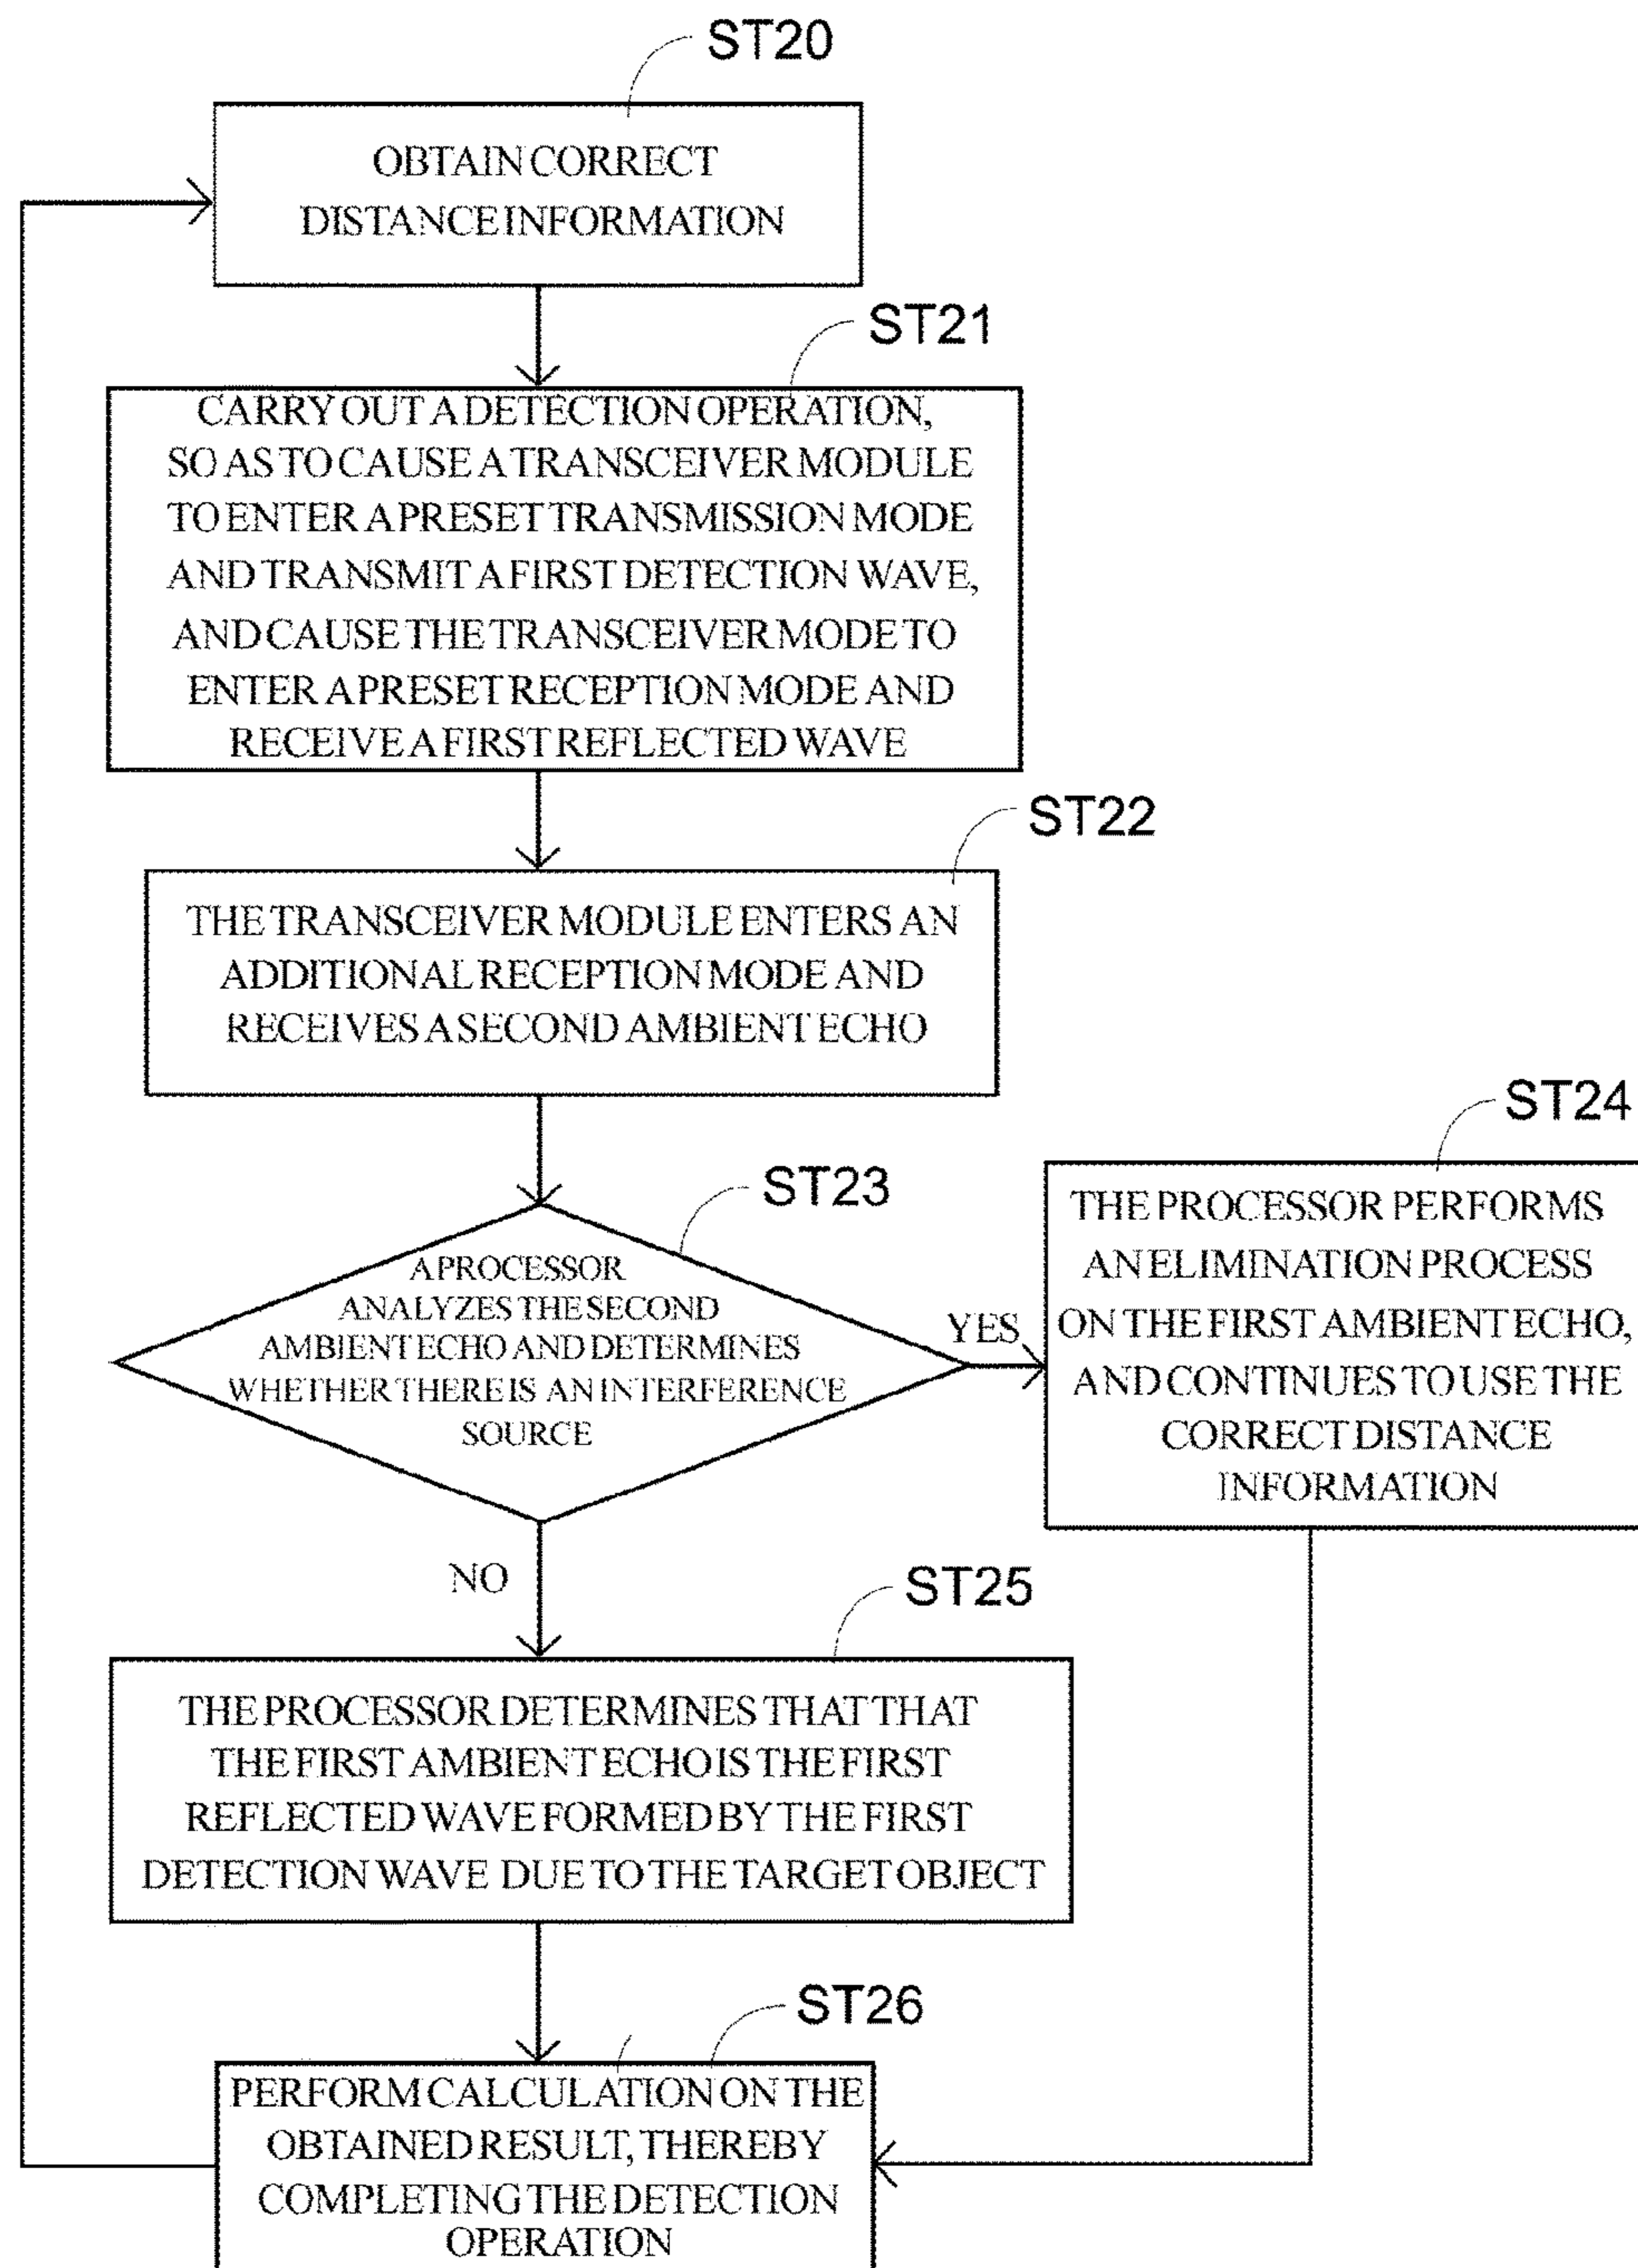 ST20
OBTAIN CORRECT
DISTANCE INFORMATION
ST21
CARRY OUT A DETECTION OPERATION,
SO AS TO CAUSE A TRANSCEIVER MODULE
TO ENTER A PRESET TRANSMISSION MODE
AND TRANSMIT A FIRST DETECTION WAVE,
AND CAUSE THE TRANSCEIVER MODE TO
ENTER A PRESET RECEPTION MODE AND
RECEIVE A FIRST REFLECTED WAVE
ST22
THE TRANSCEIVER MODULE ENTERS AN
ADDITIONAL RECEPTION MODE AND
RECEIVES A SECOND AMBIENT ECHO
ST23
A PROCESSOR
ANALYZES THE SECOND
AMBIENT ECHO AND DETERMINES
WHETHER THERE IS AN INTERFERENCE
SOURCE
YES
ST24
THE PROCESSOR PERFORMS
AN ELIMINATION PROCESS
ON THE FIRST AMBIENT ECHO,
AND CONTINUES TO USE THE
CORRECT DISTANCE
INFORMATION
NO
ST25
THE PROCESSOR DETERMINES THAT THAT
THE FIRST AMBIENT ECHO IS THE FIRST
REFLECTED WAVE FORMED BY THE FIRST
DETECTION WAVE DUE TO THE TARGET OBJECT
ST26
PERFORM CALCULATION ON THE
OBTAINED RESULT, THEREBY
COMPLETING THE DETECTION
OPERATION